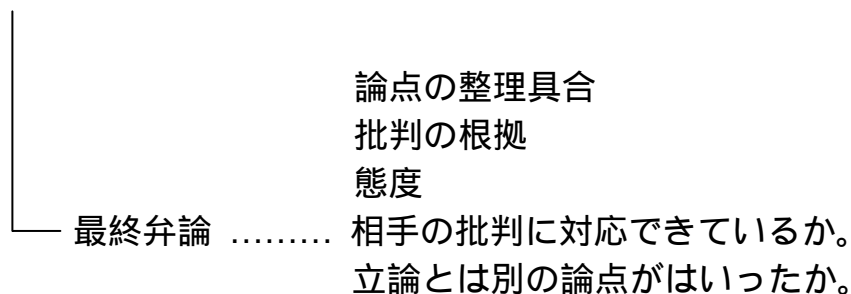 論点の整理具合
批判の根拠
態度
最終弁論 ……… 相手の批判に対応できているか。
立論とは別の論点がはいったか。